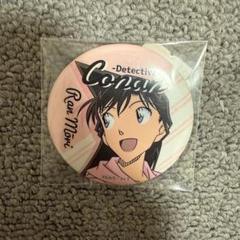 -Detective
Conan
Ran Mori